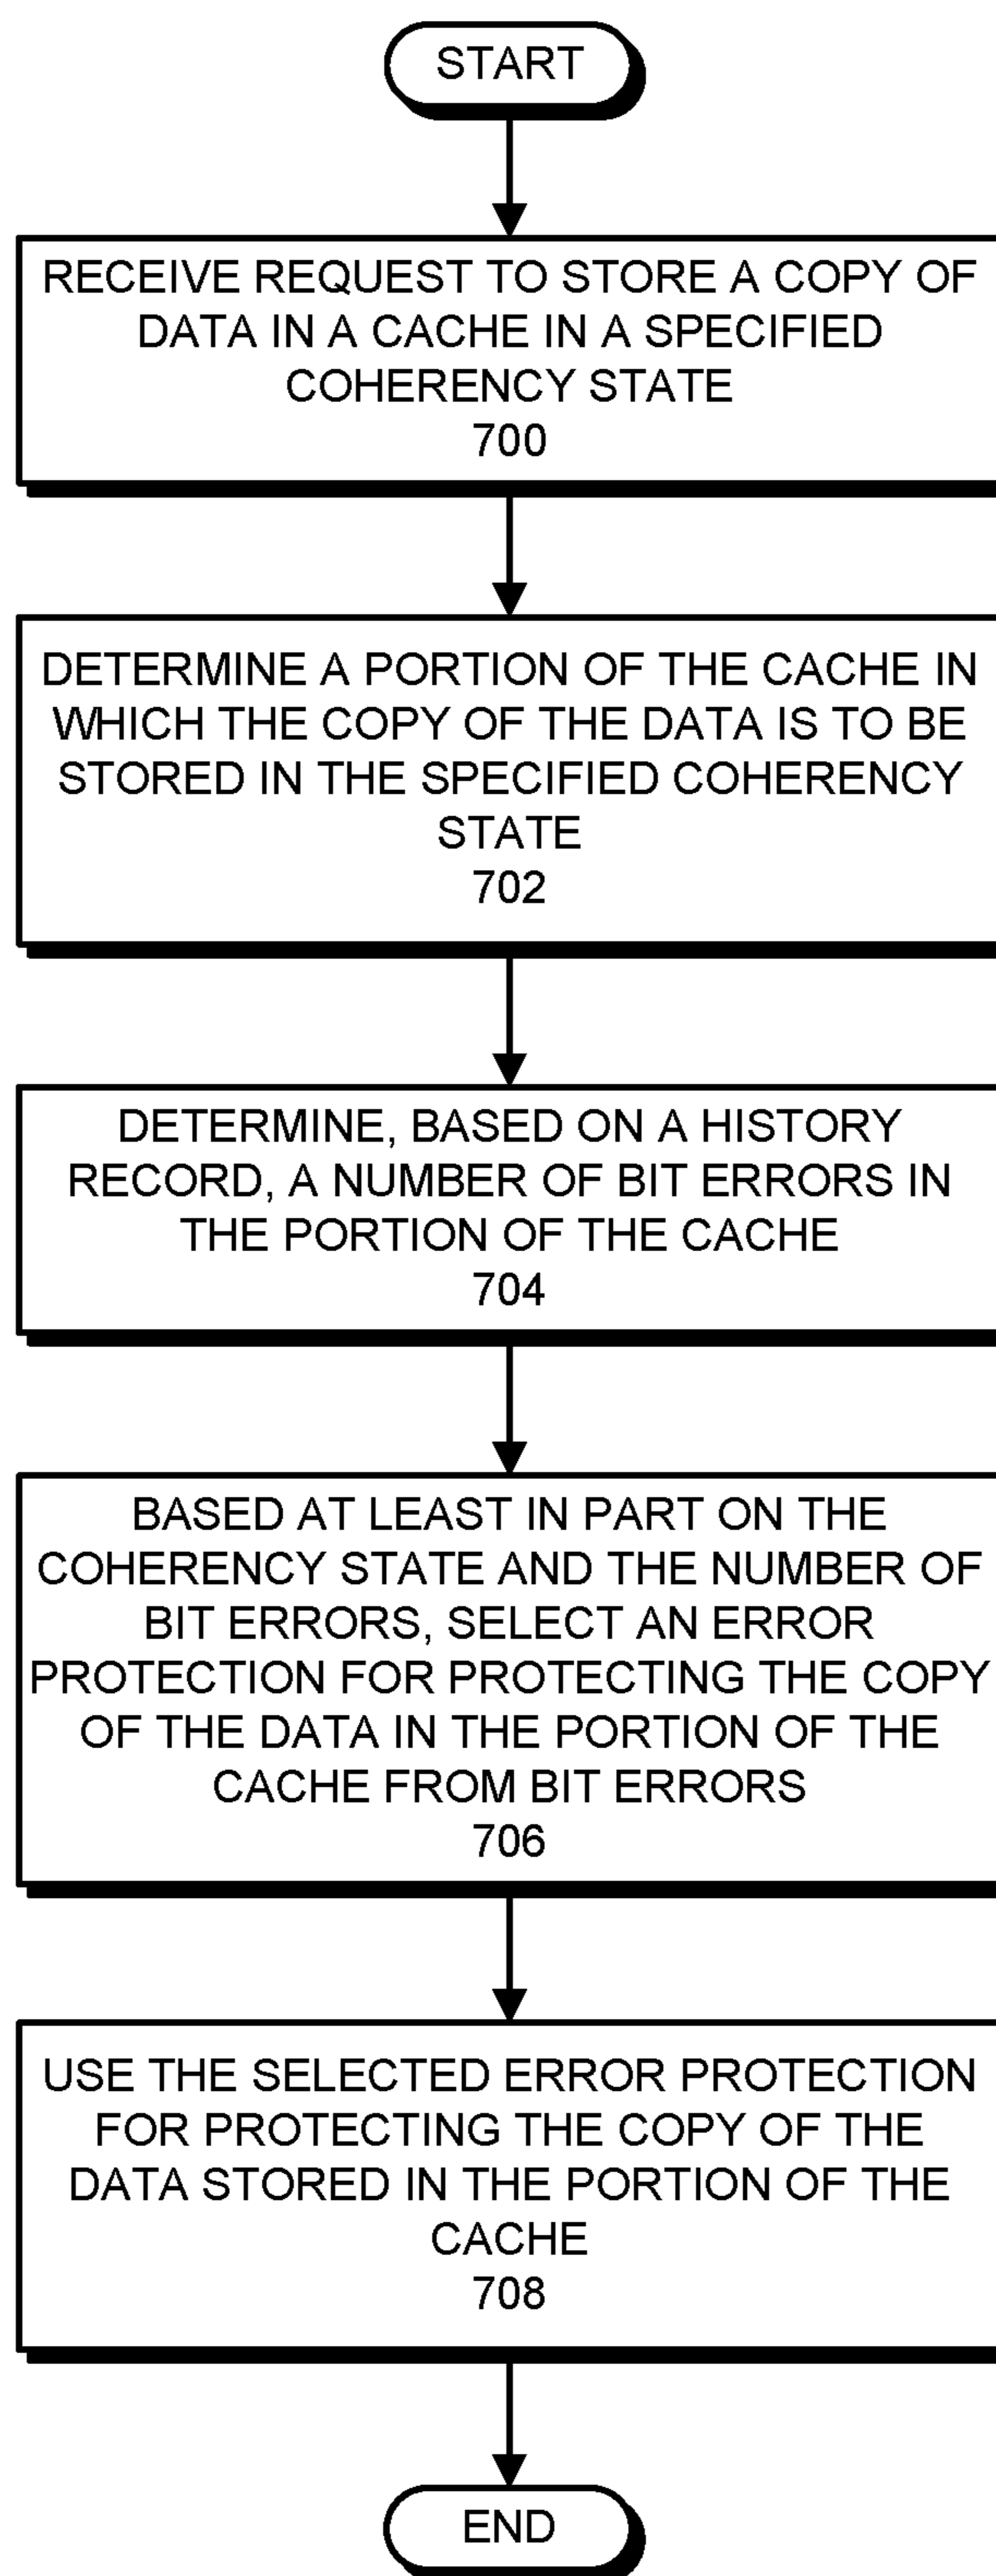 START
RECEIVE REQUEST TO STORE A COPY OF
DATA IN A CACHE IN A SPECIFIED
COHERENCY STATE
700
DETERMINE A PORTION OF THE CACHE IN
WHICH THE COPY OF THE DATA IS TO BE
STORED IN THE SPECIFIED COHERENCY
STATE
702
DETERMINE, BASED ON A HISTORY
RECORD, A NUMBER OF BIT ERRORS IN
THE PORTION OF THE CACHE
704
BASED AT LEAST IN PART ON THE
COHERENCY STATE AND THE NUMBER OF
BIT ERRORS, SELECT AN ERROR
PROTECTION FOR PROTECTING THE COPY
OF THE DATA IN THE PORTION OF THE
CACHE FROM BIT ERRORS
706
USE THE SELECTED ERROR PROTECTION
FOR PROTECTING THE COPY OF THE
DATA STORED IN THE PORTION OF THE
CACHE
708
END